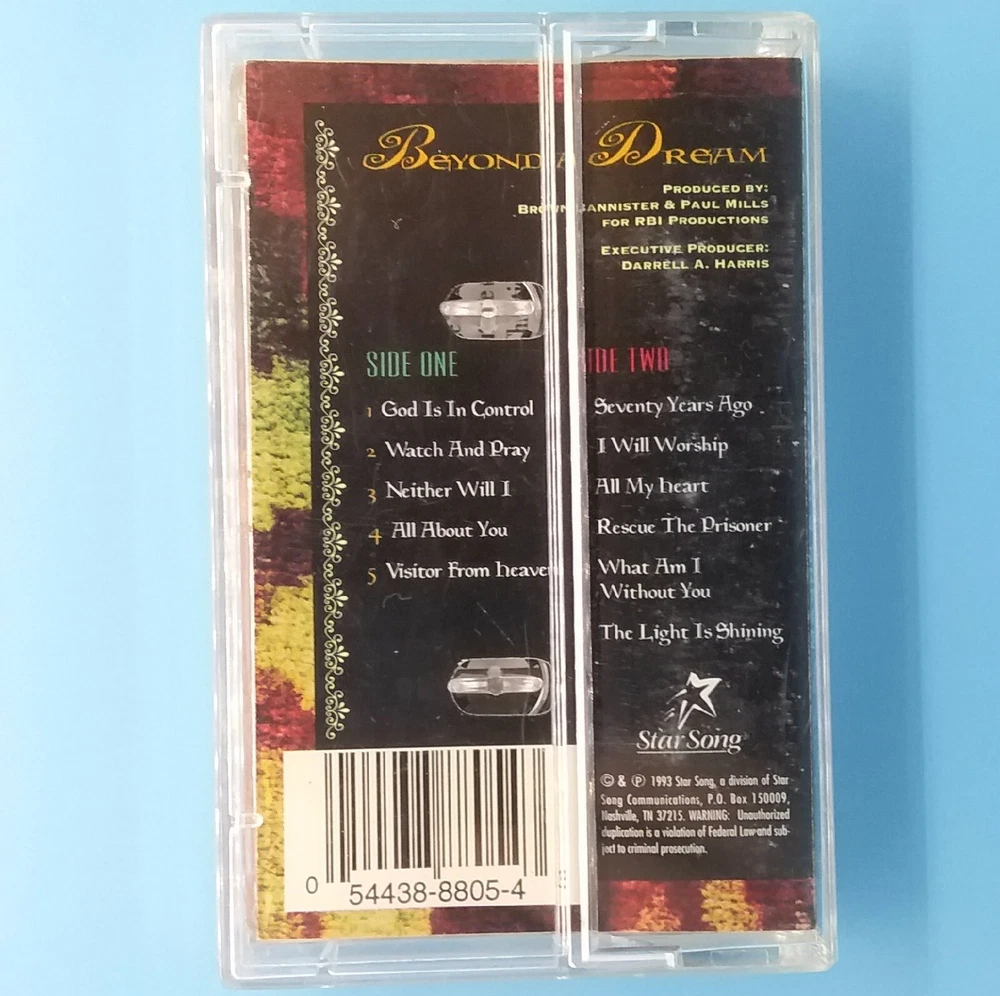 BEYOND A DREAM
PRODUCED BY:
BROWN BANNISTER & PAUL MILLS
FOR RBI PRODUCTIONS
EXECUTIVE PRODUCER:
DARRELL A. HARRIS
SIDE ONE
1 God Is In Control
2 Watch And Pray
3 Neither Will I
4 All About You
5 Visitor From Heaven
SIDE TWO
Seventy Years Ago
I Will Worship
All My Heart
Rescue The Prisoner
What Am I
Without You
The Light Is Shining
Star Song
© & ℗ 1993 Star Song, a division of Star
Song Communications, P.O. Box 150009,
Nashville, TN 37215. WARNING: Unauthorized
duplication is a violation of Federal Law and sub-
ject to criminal prosecution.
0 54438-8805-4